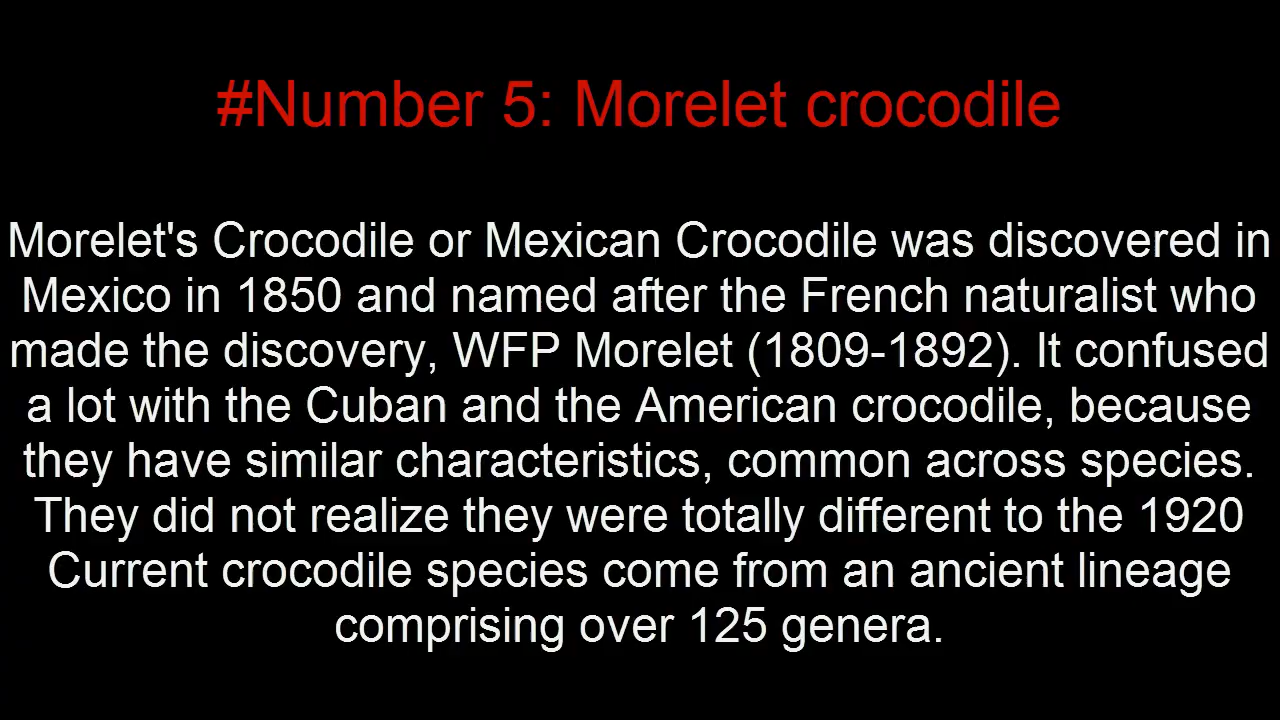 #Number 5: Morelet crocodile
Morelet's Crocodile or Mexican Crocodile was discovered in
Mexico in 1850 and named after the French naturalist who
made the discovery, WFP Morelet (1809-1892). It confused
a lot with the Cuban and the American crocodile, because
they have similar characteristics, common across species.
They did not realize they were totally different to the 1920
Current crocodile species come from an ancient lineage
comprising over 125 genera.